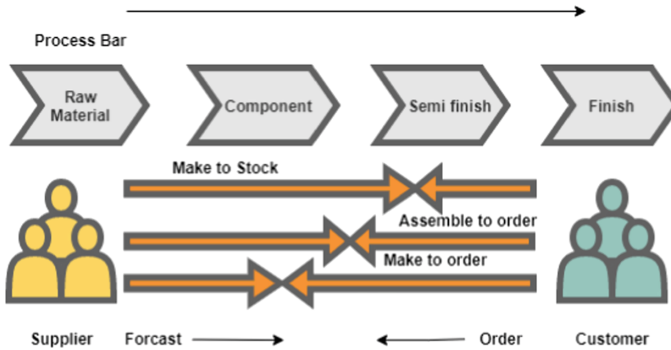 Process Bar
Raw
Material
Component
Semi finish
Finish
Make to Stock
Assemble to order
Make to order
Supplier
Forcast
Order
Customer